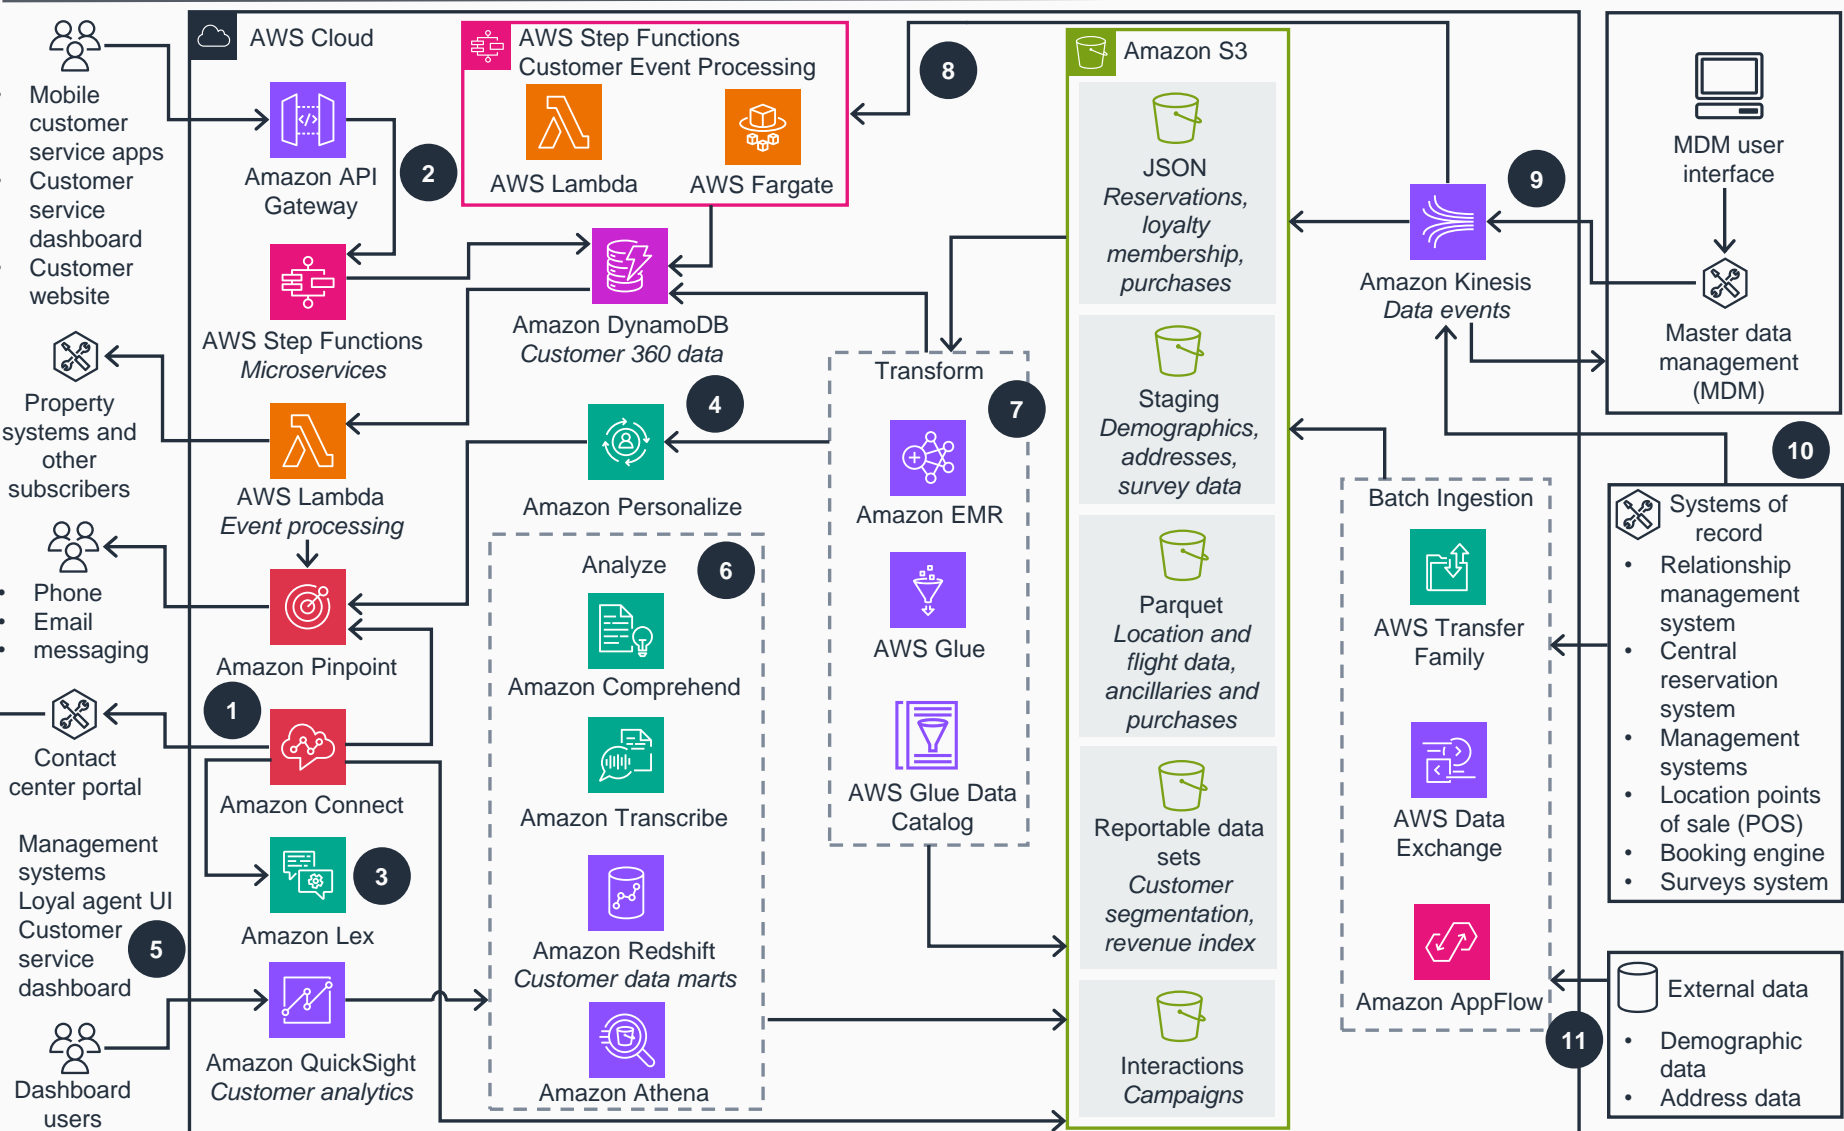 AWS Cloud
Mobile
customer
service apps
Customer
service
dashboard
Customer
website
Amazon API
Gateway
2
AWS Step Functions
Microservices
AWS Step Functions
Customer Event Processing
AWS Lambda
AWS Fargate
8
Amazon DynamoDB
Customer 360 data
Property
systems and
other
subscribers
AWS Lambda
Event processing
Phone
Email
messaging
Amazon Pinpoint
1
Contact
center portal
Amazon Connect
Management
systems
Loyal agent UI
Customer
service
dashboard
3
Amazon Lex
5
Dashboard
users
Amazon QuickSight
Customer analytics
4
Amazon Personalize
Analyze
6
Amazon Comprehend
Amazon Transcribe
Amazon Redshift
Customer data marts
Amazon Athena
Transform
7
Amazon EMR
AWS Glue
AWS Glue Data
Catalog
Amazon S3
JSON
Reservations,
loyalty
membership,
purchases
Staging
Demographics,
addresses,
survey data
Parquet
Location and
flight data,
ancillaries and
purchases
Reportable data
sets
Customer
segmentation,
revenue index
Interactions
Campaigns
9
Amazon Kinesis
Data events
Batch Ingestion
AWS Transfer
Family
AWS Data
Exchange
Amazon AppFlow
MDM user
interface
Master data
management
(MDM)
10
Systems of
record
Relationship
management
system
Central
reservation
system
Management
systems
Location points
of sale (POS)
Booking engine
Surveys system
11
External data
Demographic
data
Address data